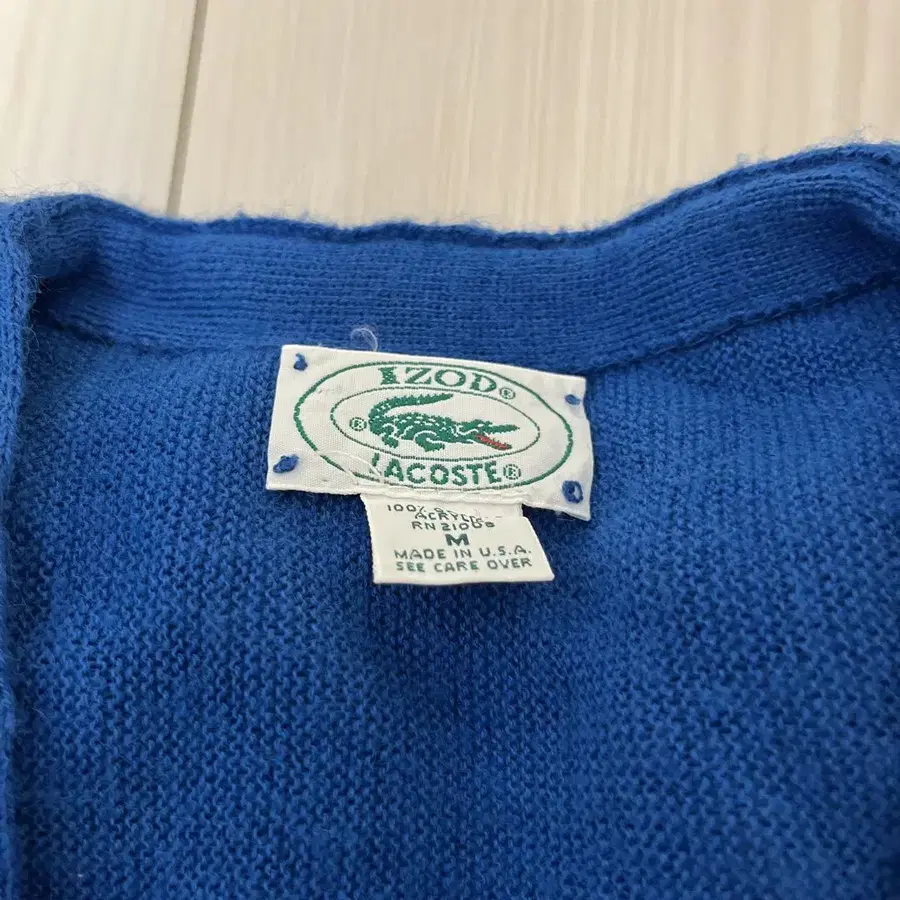 IZOD®
®
LACOSTE®
100%
ACRYLIC
RN 21009
M
MADE IN U.S.A.
SEE CARE OVER